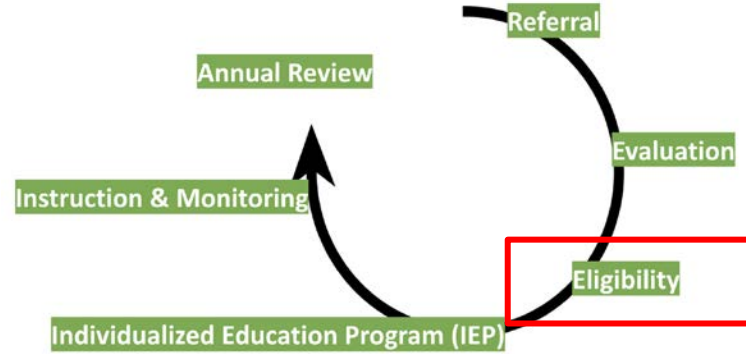 Referral
Annual Review
Evaluation
Instruction & Monitoring
Eligibility
Individualized Education Program (IEP)